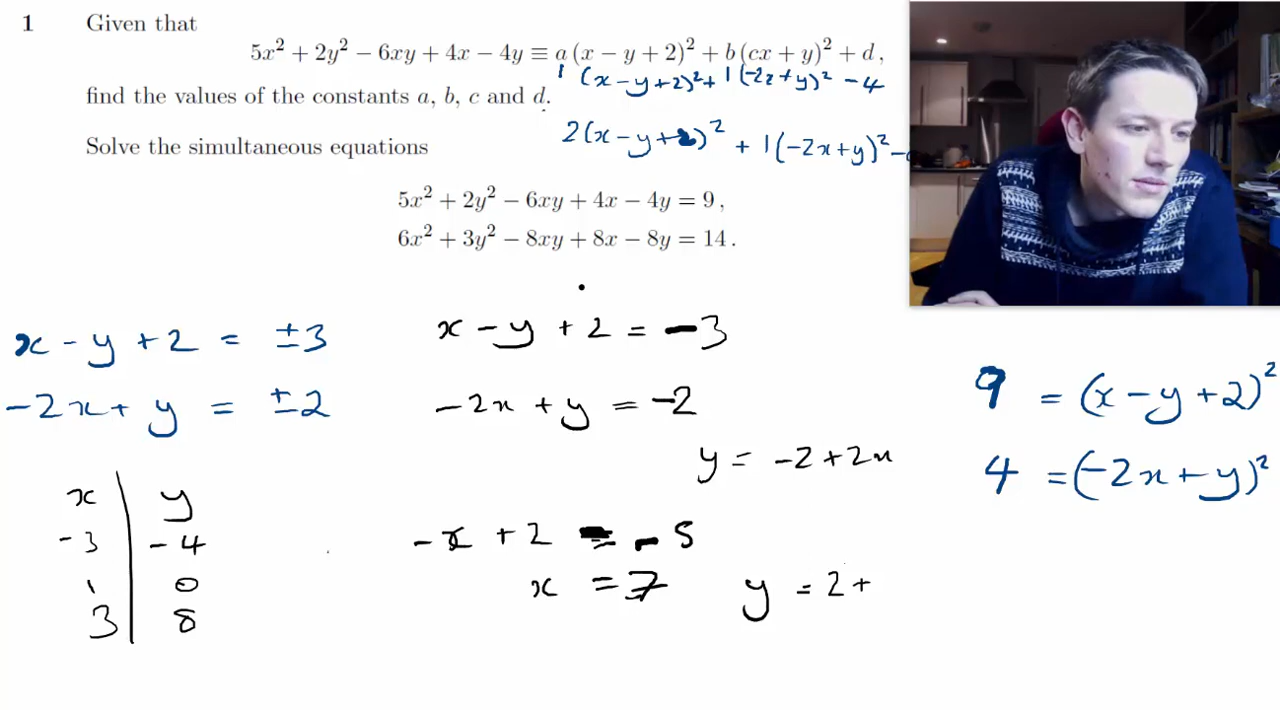 1 Given that
5x² + 2y² − 6xy + 4x − 4y ≡ a (x − y + 2)² + b (cx + y)² + d ,
1 (x − y + 2)² + 1 (−2x + y)² − 4
find the values of the constants a, b, c and d.
2(x − y + 2)² + 1 (−2x + y)² −
Solve the simultaneous equations
5x² + 2y² − 6xy + 4x − 4y = 9 ,
6x² + 3y² − 8xy + 8x − 8y = 14 .
x − y + 2 = ±3
−2x + y = ±2
x y
−3 −4
1 0
3 8
x − y + 2 = −3
−2x + y = −2
y = −2 + 2x
−x + 2 = −5
x = 7 y = 2 +
9 = (x − y + 2)²
4 = (−2x + y)²